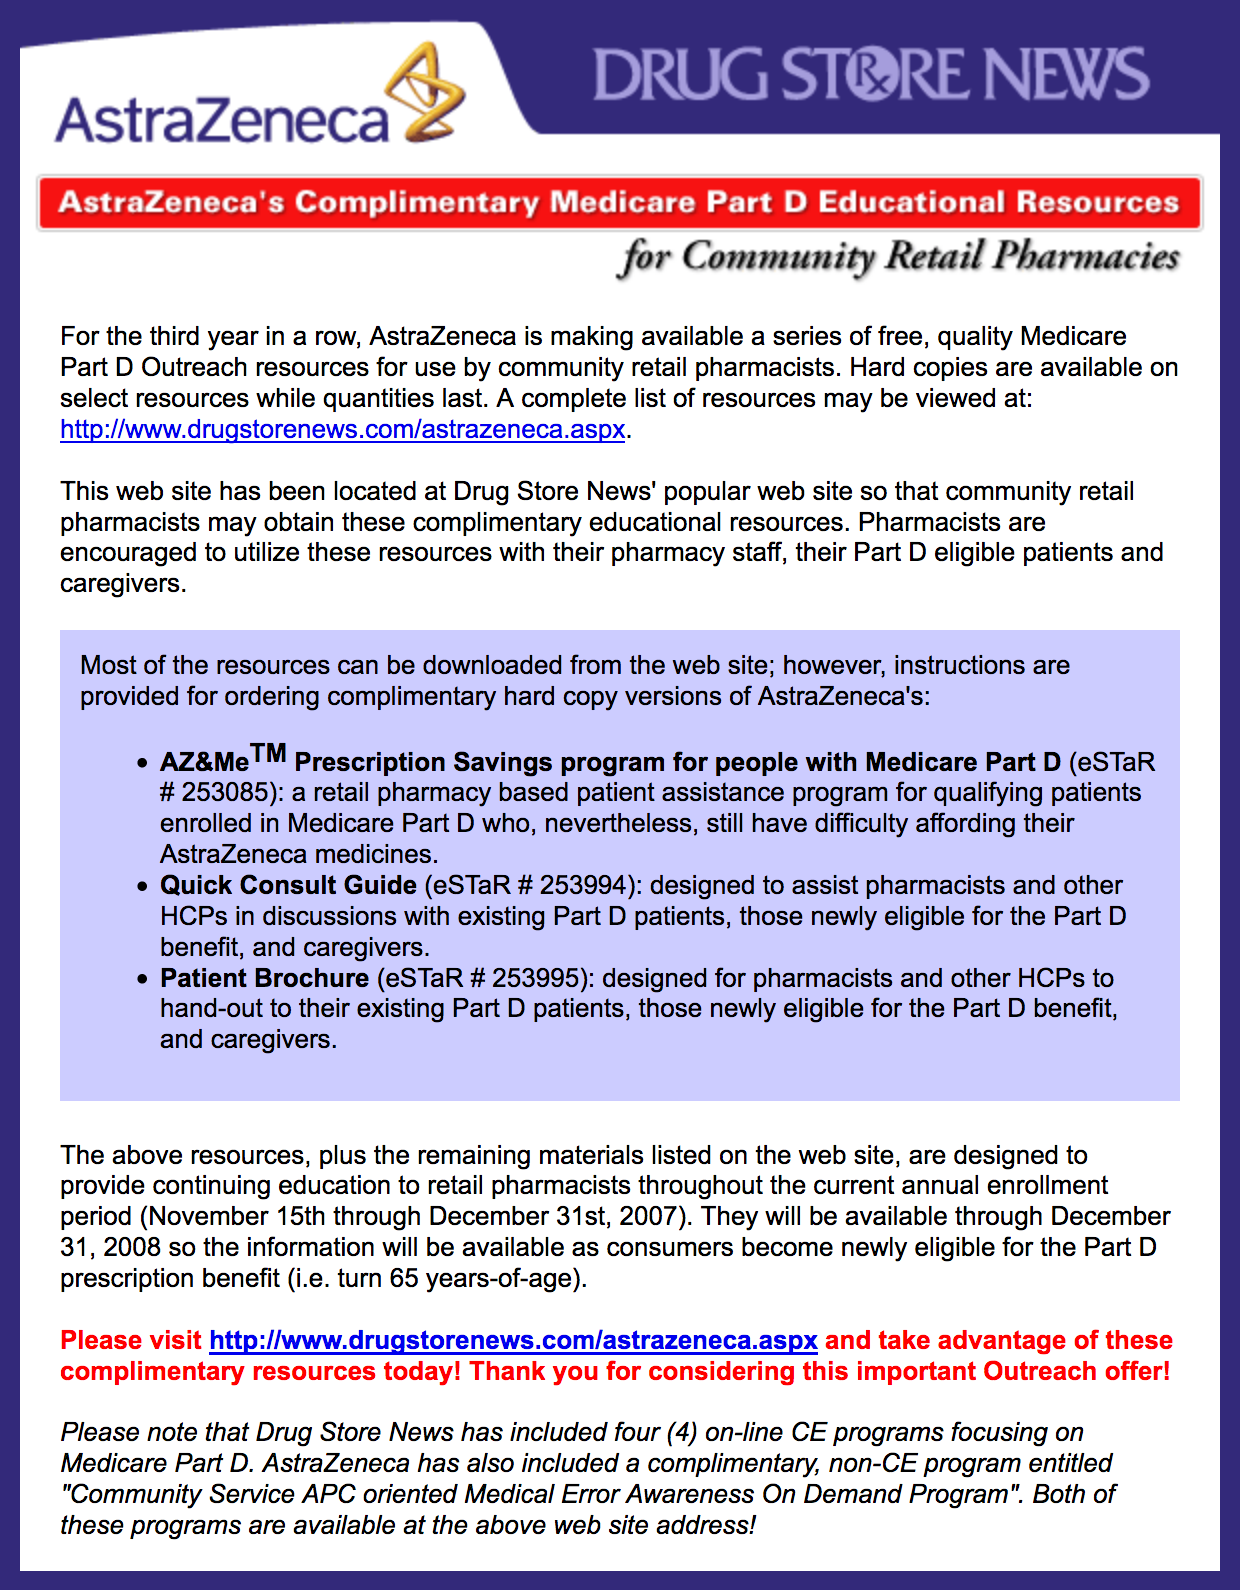 AstraZeneca
DRUG STORE NEWS
AstraZeneca's Complimentary Medicare Part D Educational Resources
for Community Retail Pharmacies
For the third year in a row, AstraZeneca is making available a series of free, quality Medicare
Part D Outreach resources for use by community retail pharmacists. Hard copies are available on
select resources while quantities last. A complete list of resources may be viewed at:
http://www.drugstorenews.com/astrazeneca.aspx.
This web site has been located at Drug Store News' popular web site so that community retail
pharmacists may obtain these complimentary educational resources. Pharmacists are
encouraged to utilize these resources with their pharmacy staff, their Part D eligible patients and
caregivers.
Most of the resources can be downloaded from the web site; however, instructions are
provided for ordering complimentary hard copy versions of AstraZeneca's:
• AZ&Me™ Prescription Savings program for people with Medicare Part D (eSTaR
# 253085): a retail pharmacy based patient assistance program for qualifying patients
enrolled in Medicare Part D who, nevertheless, still have difficulty affording their
AstraZeneca medicines.
• Quick Consult Guide (eSTaR # 253994): designed to assist pharmacists and other
HCPs in discussions with existing Part D patients, those newly eligible for the Part D
benefit, and caregivers.
• Patient Brochure (eSTaR # 253995): designed for pharmacists and other HCPs to
hand-out to their existing Part D patients, those newly eligible for the Part D benefit,
and caregivers.
The above resources, plus the remaining materials listed on the web site, are designed to
provide continuing education to retail pharmacists throughout the current annual enrollment
period (November 15th through December 31st, 2007). They will be available through December
31, 2008 so the information will be available as consumers become newly eligible for the Part D
prescription benefit (i.e. turn 65 years-of-age).
Please visit http://www.drugstorenews.com/astrazeneca.aspx and take advantage of these
complimentary resources today! Thank you for considering this important Outreach offer!
Please note that Drug Store News has included four (4) on-line CE programs focusing on
Medicare Part D. AstraZeneca has also included a complimentary, non-CE program entitled
"Community Service APC oriented Medical Error Awareness On Demand Program". Both of
these programs are available at the above web site address!